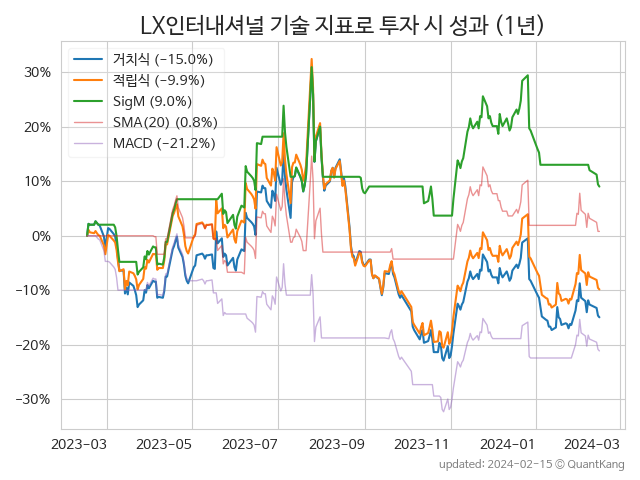 LX인터내셔널 기술 지표로 투자 시 성과 (1년)
거치식 (−15.0%)
적립식 (−9.9%)
SigM (9.0%)
SMA(20) (0.8%)
MACD (−21.2%)
30%
20%
10%
0%
−10%
−20%
−30%
2023-03 2023-05 2023-07 2023-09 2023-11 2024-01 2024-03
updated: 2024-02-15 © QuantKang